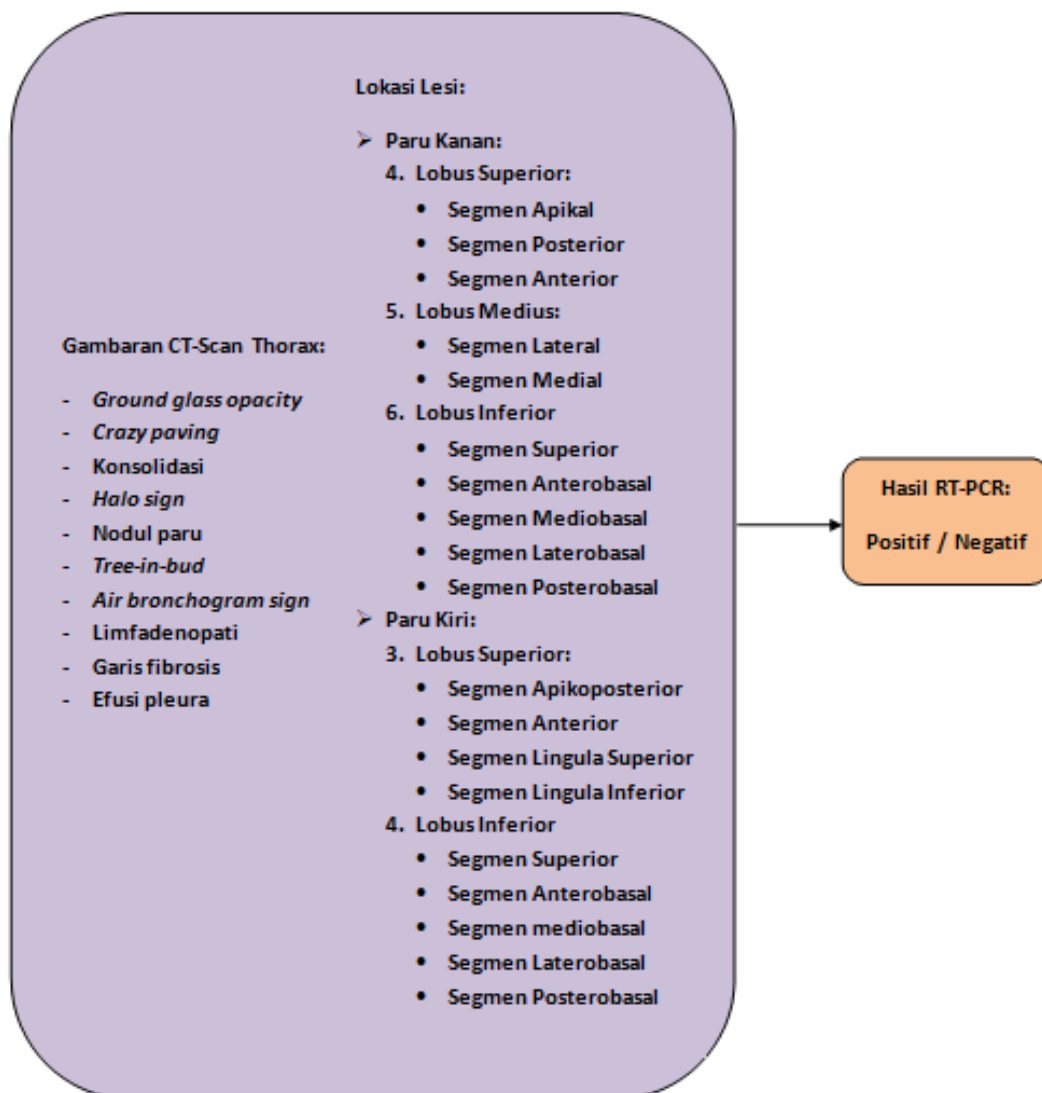 Gambaran CT-Scan Thorax:
- Ground glass opacity
- Crazy paving
- Konsolidasi
- Halo sign
- Nodul paru
- Tree-in-bud
- Air bronchogram sign
- Limfadenopati
- Garis fibrosis
- Efusi pleura
Lokasi Lesi:
➢ Paru Kanan:
4. Lobus Superior:
• Segmen Apikal
• Segmen Posterior
• Segmen Anterior
5. Lobus Medius:
• Segmen Lateral
• Segmen Medial
6. Lobus Inferior
• Segmen Superior
• Segmen Anterobasal
• Segmen Mediobasal
• Segmen Laterobasal
• Segmen Posterobasal
➢ Paru Kiri:
3. Lobus Superior:
• Segmen Apikoposterior
• Segmen Anterior
• Segmen Lingula Superior
• Segmen Lingula Inferior
4. Lobus Inferior
• Segmen Superior
• Segmen Anterobasal
• Segmen mediobasal
• Segmen Laterobasal
• Segmen Posterobasal
Hasil RT-PCR:
Positif / Negatif